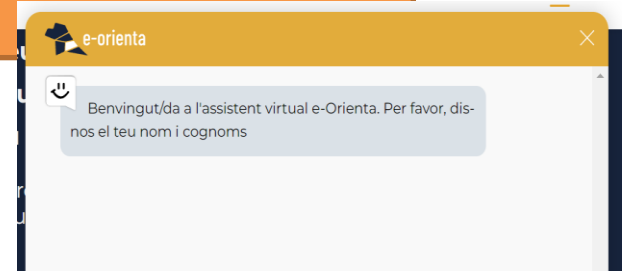 e-orienta
Benvingut/da a l'assistent virtual e-Orienta. Per favor, dis-
nos el teu nom i cognoms